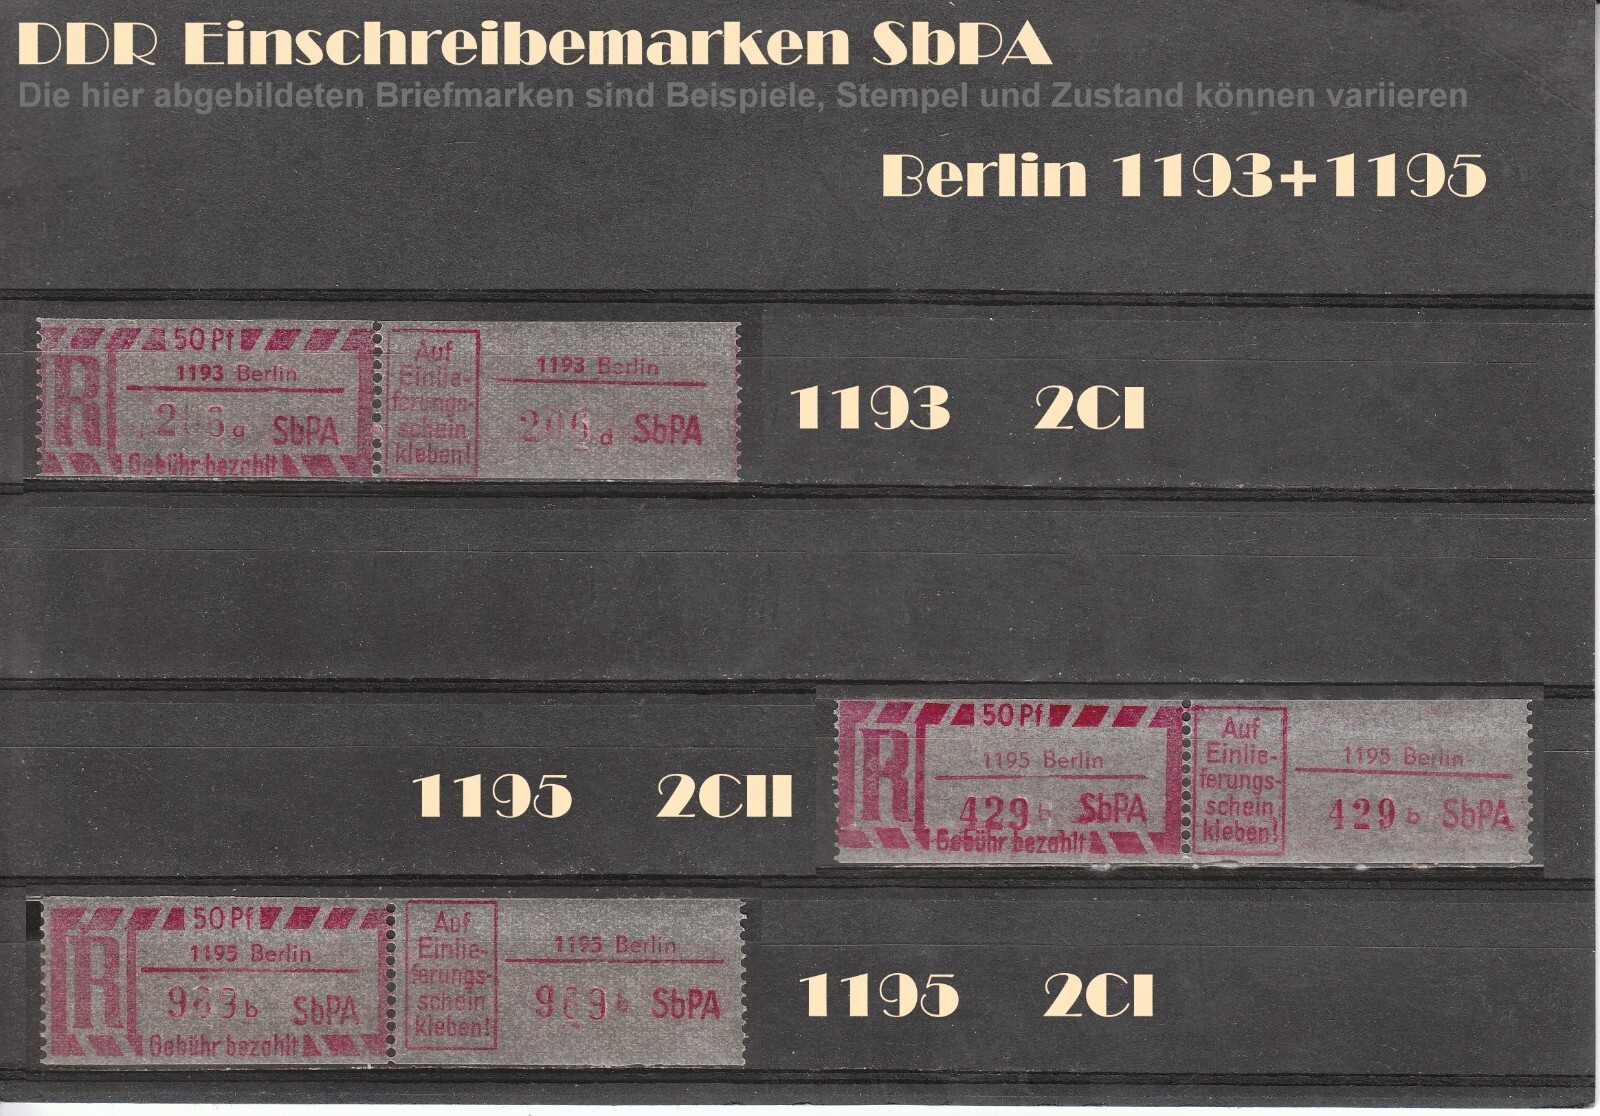 DDR Einschreibemarken SbPA
Die hier abgebildeten Briefmarken sind Beispiele, Stempel und Zustand können variieren
Berlin 1193+1195
50 Pf
R
1193 Berlin
SbPA
Gebühr bezahlt
Auf
Einlie-
ferungs-
schein
kleben!
1193 Berlin
206 d SbPA
1193 2CI
1195 2CII
50 Pf
R
1195 Berlin
429 b SbPA
Gebühr bezahlt
Auf
Einlie-
ferungs-
schein
kleben!
1195 Berlin
429 b SbPA
50 Pf
R
1195 Berlin
969 b SbPA
Gebühr bezahlt
Auf
Einlie-
ferungs-
schein
kleben!
1195 Berlin
969 b SbPA
1195 2CI